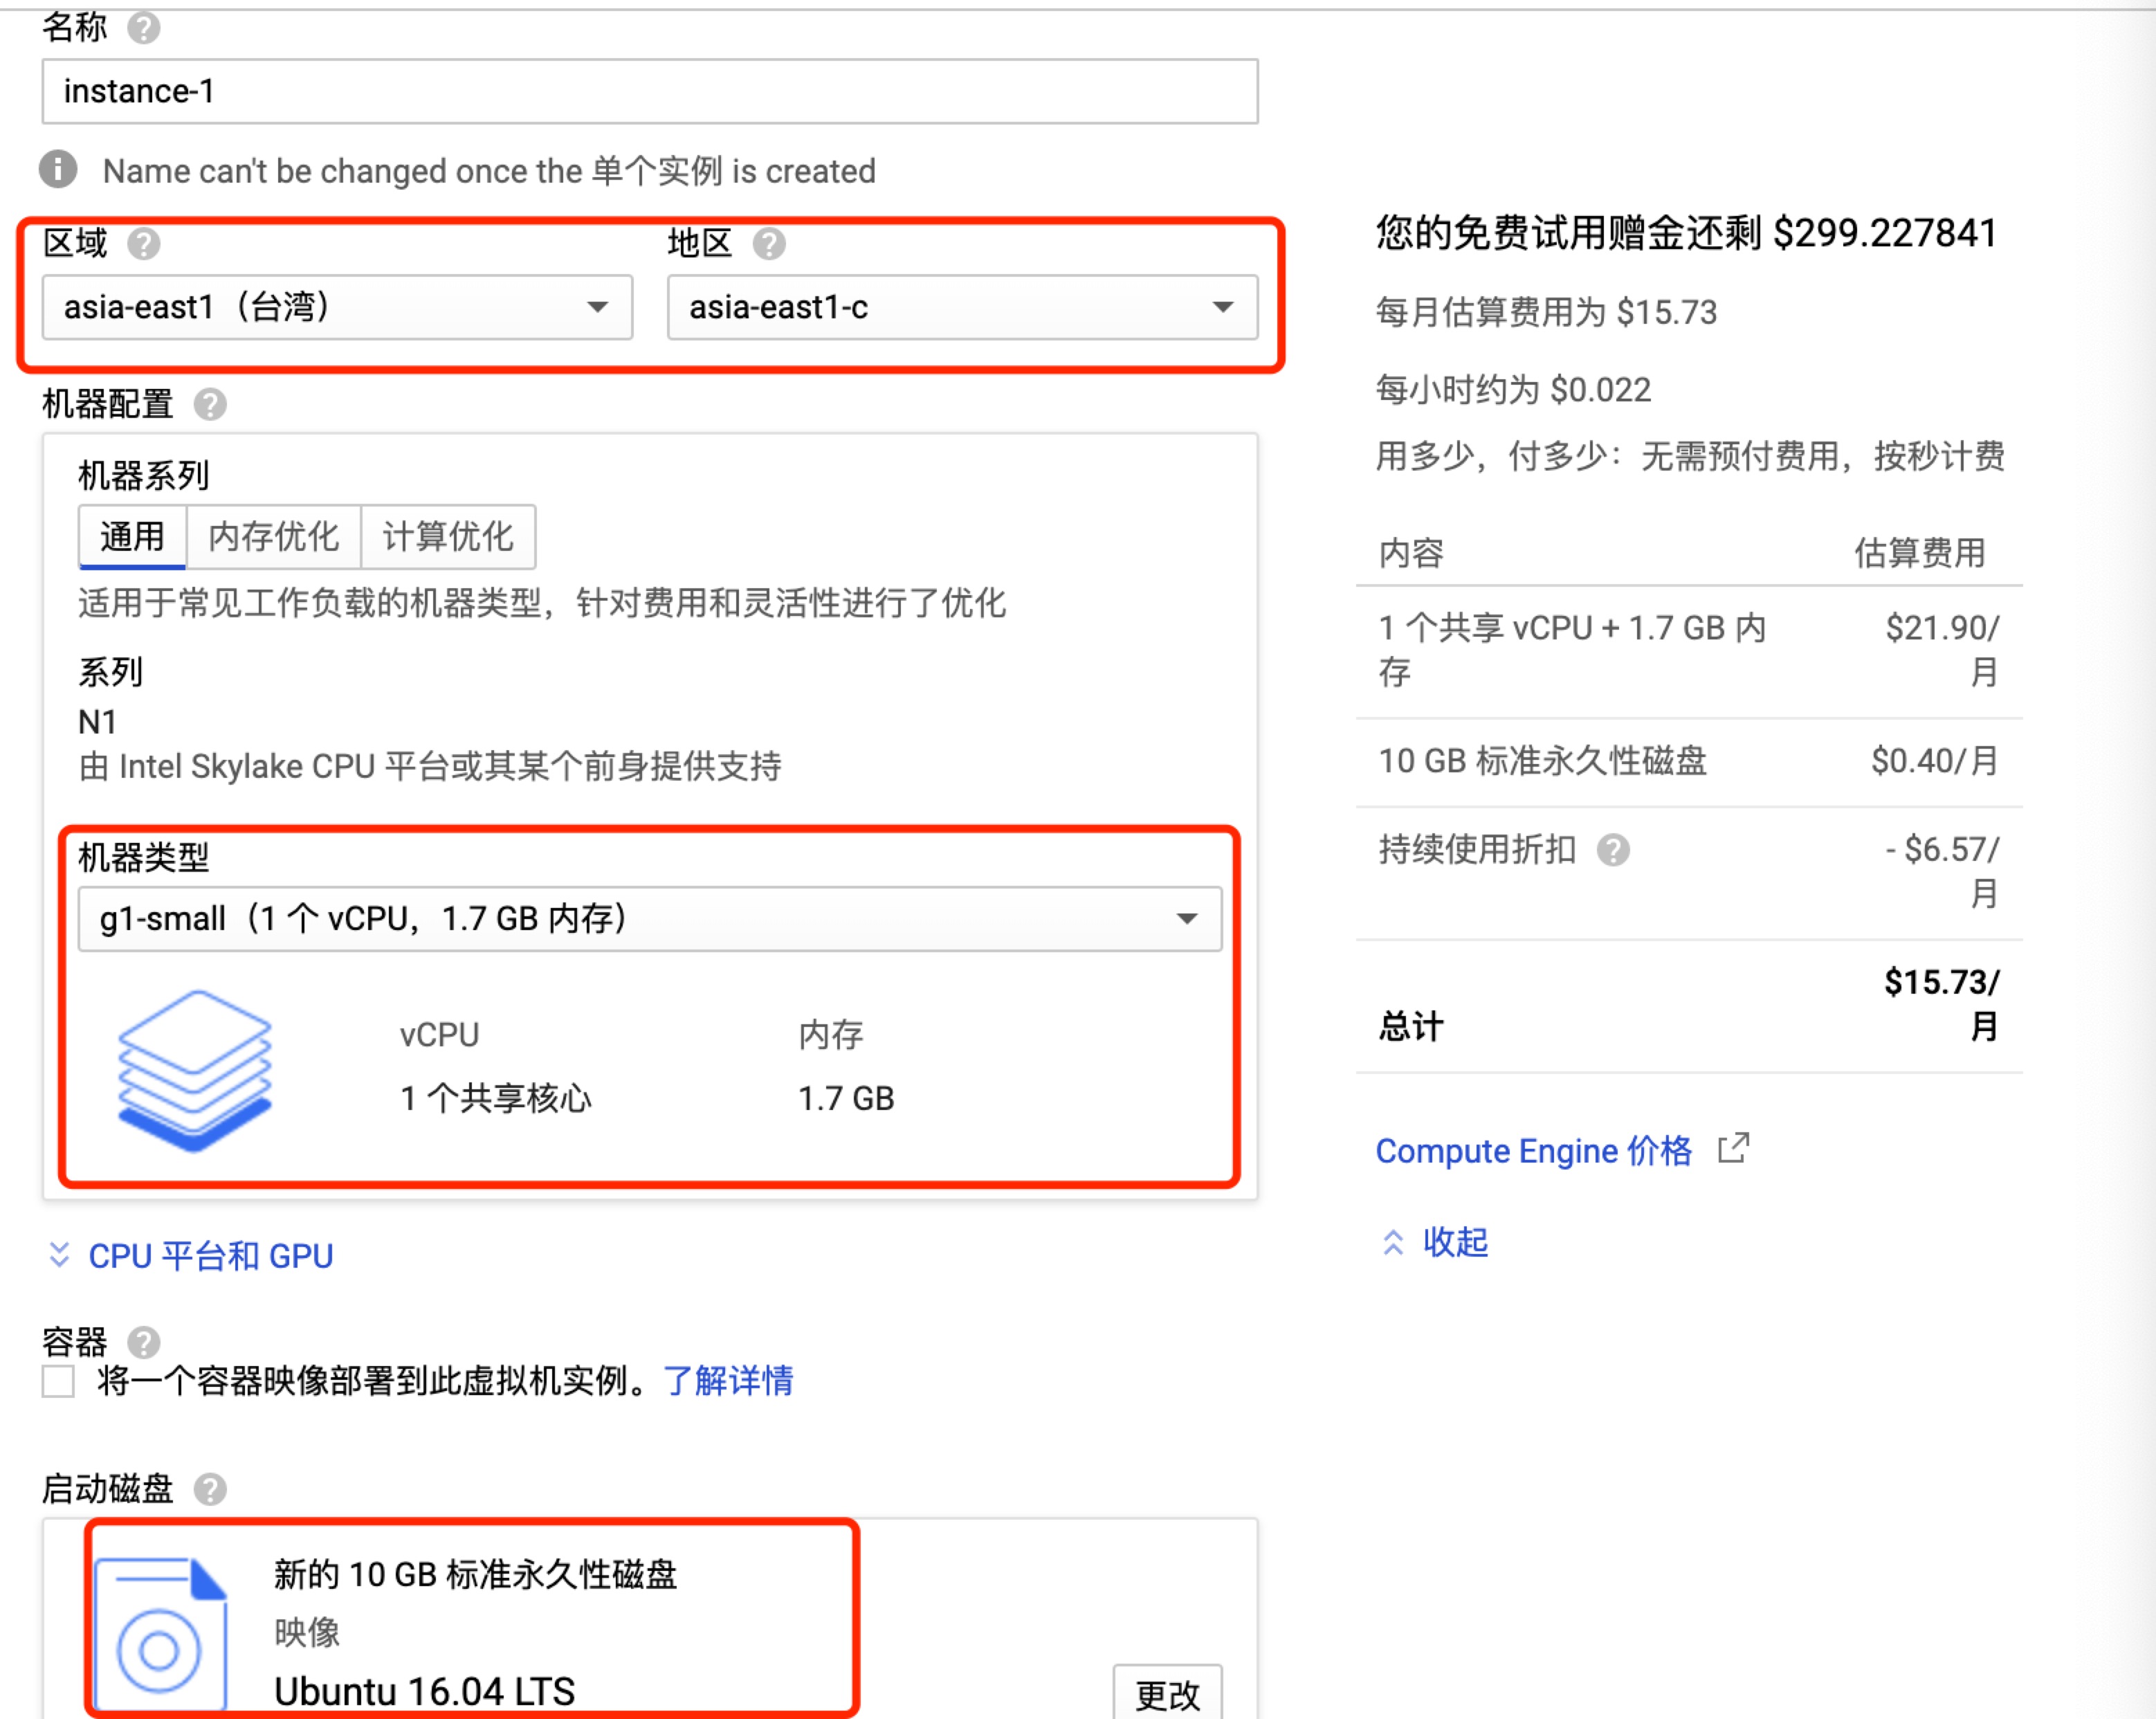 名称
instance-1
Name can't be changed once the 单个实例 is created
区域
地区
asia-east1（台湾）
asia-east1-c
机器配置
机器系列
通用
内存优化
计算优化
适用于常见工作负载的机器类型，针对费用和灵活性进行了优化
系列
N1
由 Intel Skylake CPU 平台或其某个前身提供支持
机器类型
g1-small（1 个 vCPU，1.7 GB 内存）
vCPU
内存
1 个共享核心
1.7 GB
CPU 平台和 GPU
容器
将一个容器映像部署到此虚拟机实例。了解详情
启动磁盘
新的 10 GB 标准永久性磁盘
映像
Ubuntu 16.04 LTS
更改
您的免费试用赠金还剩 $299.227841
每月估算费用为 $15.73
每小时约为 $0.022
用多少，付多少：无需预付费用，按秒计费
内容
估算费用
1 个共享 vCPU + 1.7 GB 内
存
$21.90/
月
10 GB 标准永久性磁盘
$0.40/月
持续使用折扣
- $6.57/
月
总计
$15.73/
月
Compute Engine 价格
收起